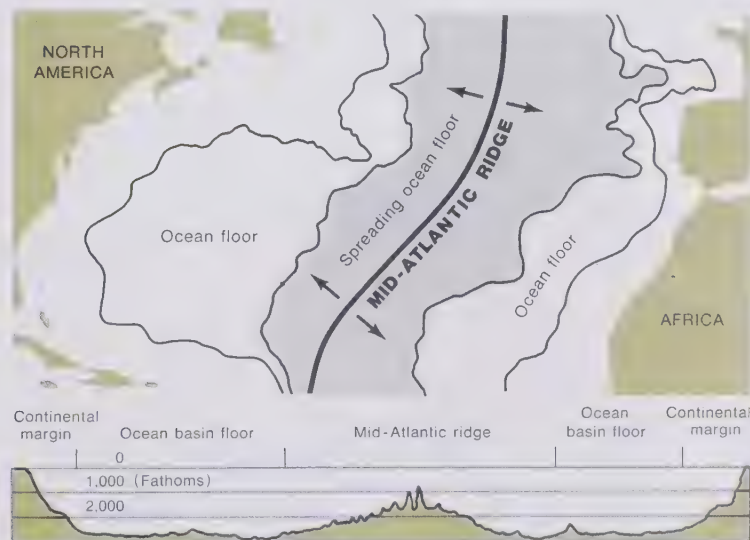 NORTH
AMERICA
Spreading ocean floor
MID-ATLANTIC RIDGE
Ocean floor
Ocean floor
AFRICA
Continental
margin
Ocean basin floor
Mid-Atlantic ridge
Ocean
basin floor
Continental
margin
0
1.000 (Fathoms)
2.000